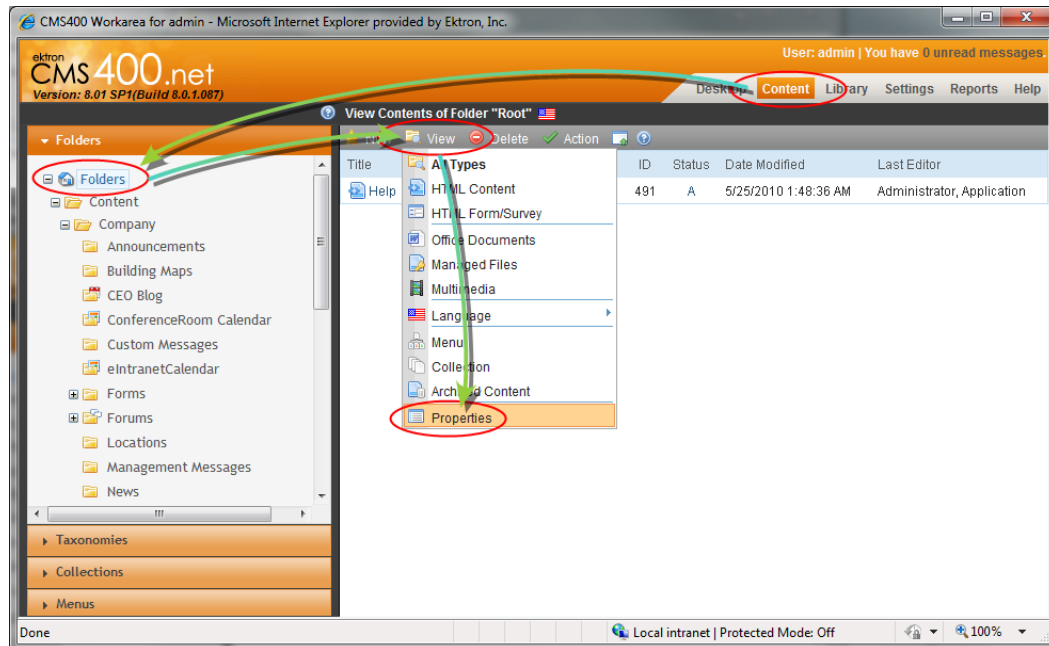 CMS400 Workarea for admin - Microsoft Internet Explorer provided by Ektron, Inc.
User: admin | You have 0 unread messages.
ektron
CMS400.net
Version: 8.01 SP1(Build 8.0.1.087)
Desktop Content Library Settings Reports Help
View Contents of Folder "Root"
Folders
View Delete Action
Title ID Status Date Modified Last Editor
Help 491 A 5/25/2010 1:48:36 AM Administrator, Application
All Types
HTML Content
HTML Form/Survey
Office Documents
Managed Files
Multimedia
Language
Menu
Collection
Archived Content
Properties
Folders
Content
Company
Announcements
Building Maps
CEO Blog
ConferenceRoom Calendar
Custom Messages
eIntranetCalendar
Forms
Forums
Locations
Management Messages
News
Taxonomies
Collections
Menus
Done Local intranet | Protected Mode: Off 100%